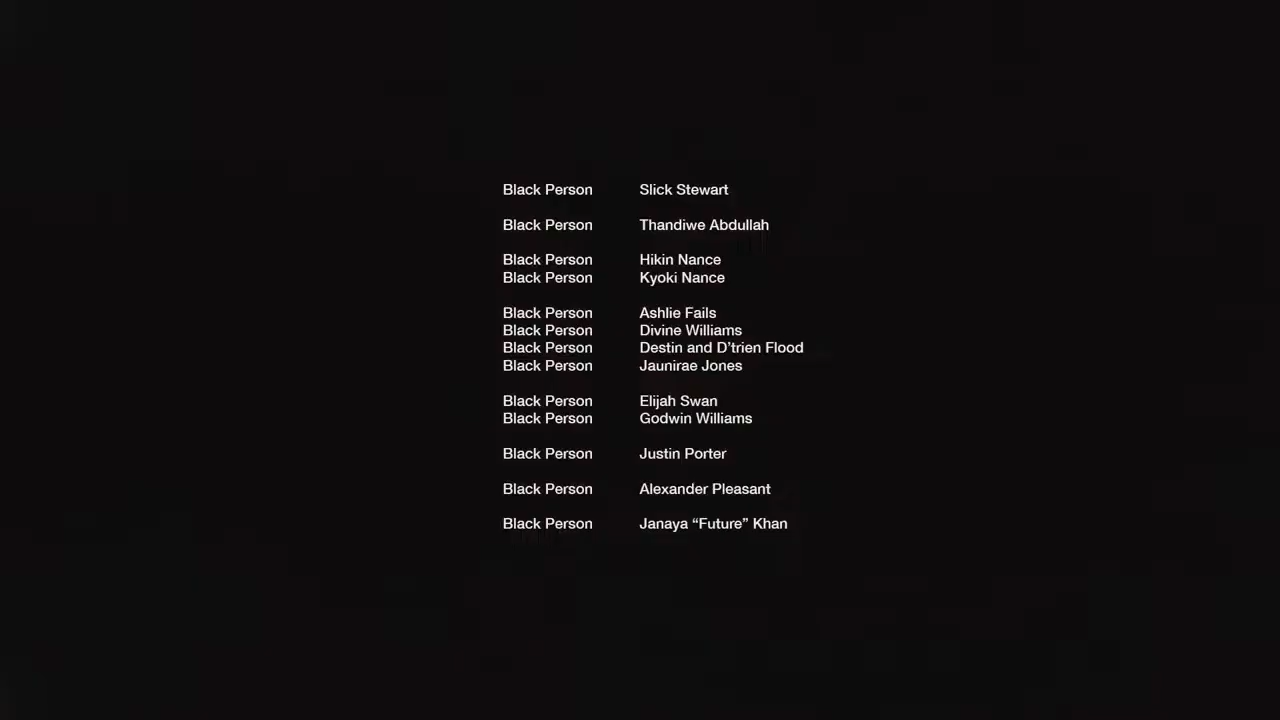 Black Person Slick Stewart
Black Person Thandiwe Abdullah
Black Person Hikin Nance
Black Person Kyoki Nance
Black Person Ashlie Fails
Black Person Divine Williams
Black Person Destin and D’trien Flood
Black Person Jaunirae Jones
Black Person Elijah Swan
Black Person Godwin Williams
Black Person Justin Porter
Black Person Alexander Pleasant
Black Person Janaya “Future” Khan